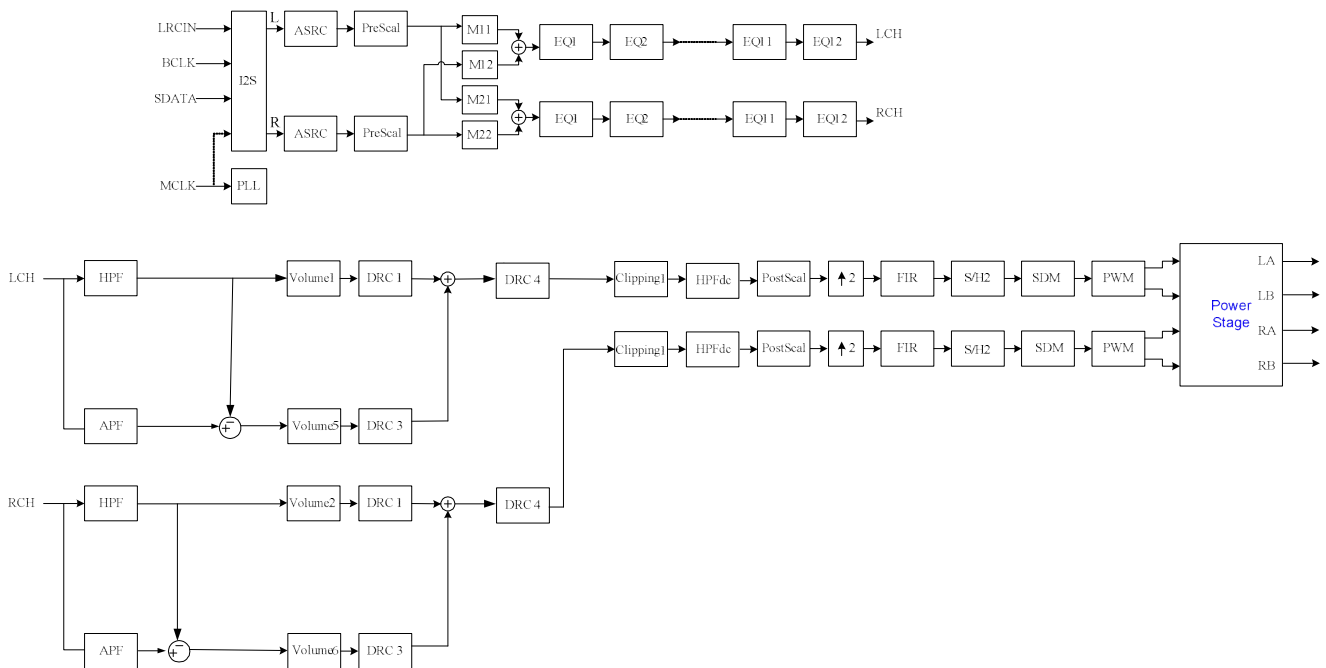 LRCIN
BCLK
SDATA
MCLK
I2S
PLL
L
ASRC
PreScal
M11
M12
+
EQ1
EQ2
EQ11
EQ12
LCH
R
ASRC
PreScal
M21
M22
+
EQ1
EQ2
EQ11
EQ12
RCH
LCH
HPF
Volume1
DRC 1
+
DRC 4
Clipping1
HPFdc
PostScal
2
FIR
S/H2
SDM
PWM
Clipping1
HPFdc
PostScal
2
FIR
S/H2
SDM
PWM
Power
Stage
LA
LB
RA
RB
APF
+
−
Volume5
DRC 3
RCH
HPF
Volume2
DRC 1
+
DRC 4
APF
+
−
Volume6
DRC 3